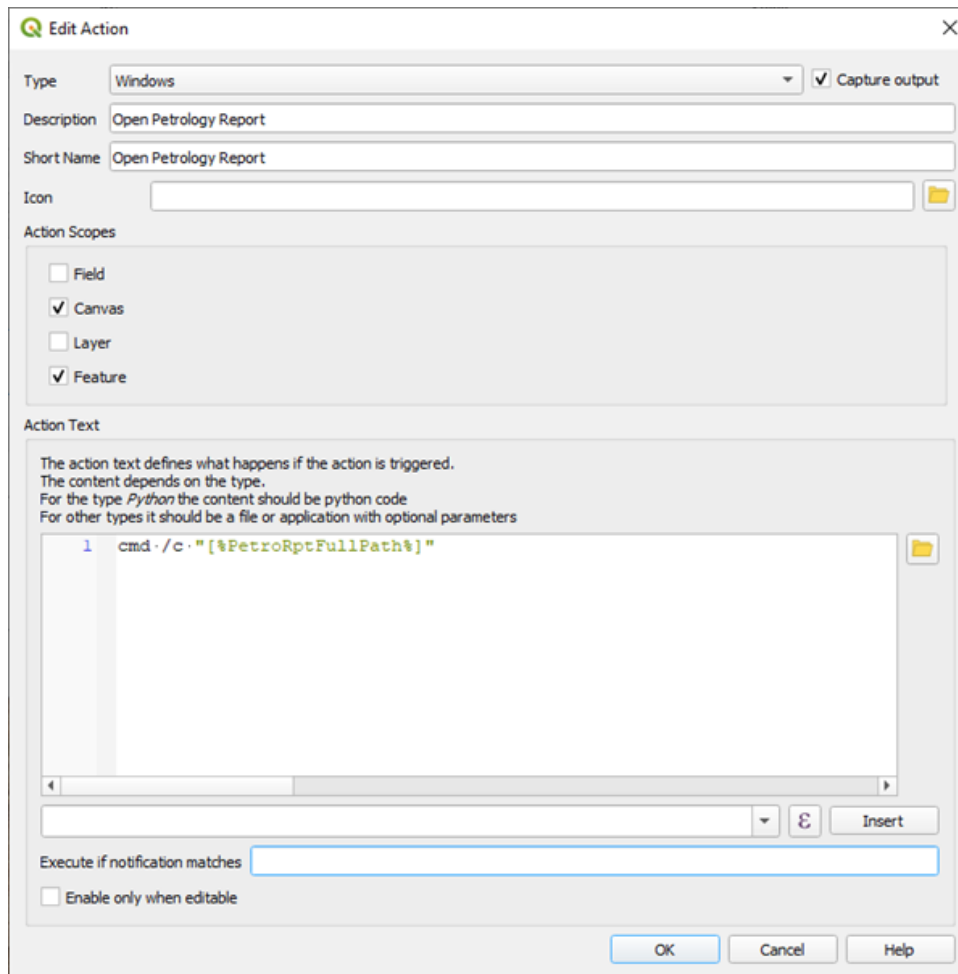 Edit Action
Type Windows Capture output
Description Open Petrology Report
Short Name Open Petrology Report
Icon
Action Scopes
Field
Canvas
Layer
Feature
Action Text
The action text defines what happens if the action is triggered.
The content depends on the type.
For the type Python the content should be python code
For other types it should be a file or application with optional parameters
1 cmd·/c·"[%PetroRptFullPath%]"
ε Insert
Execute if notification matches
Enable only when editable
OK Cancel Help